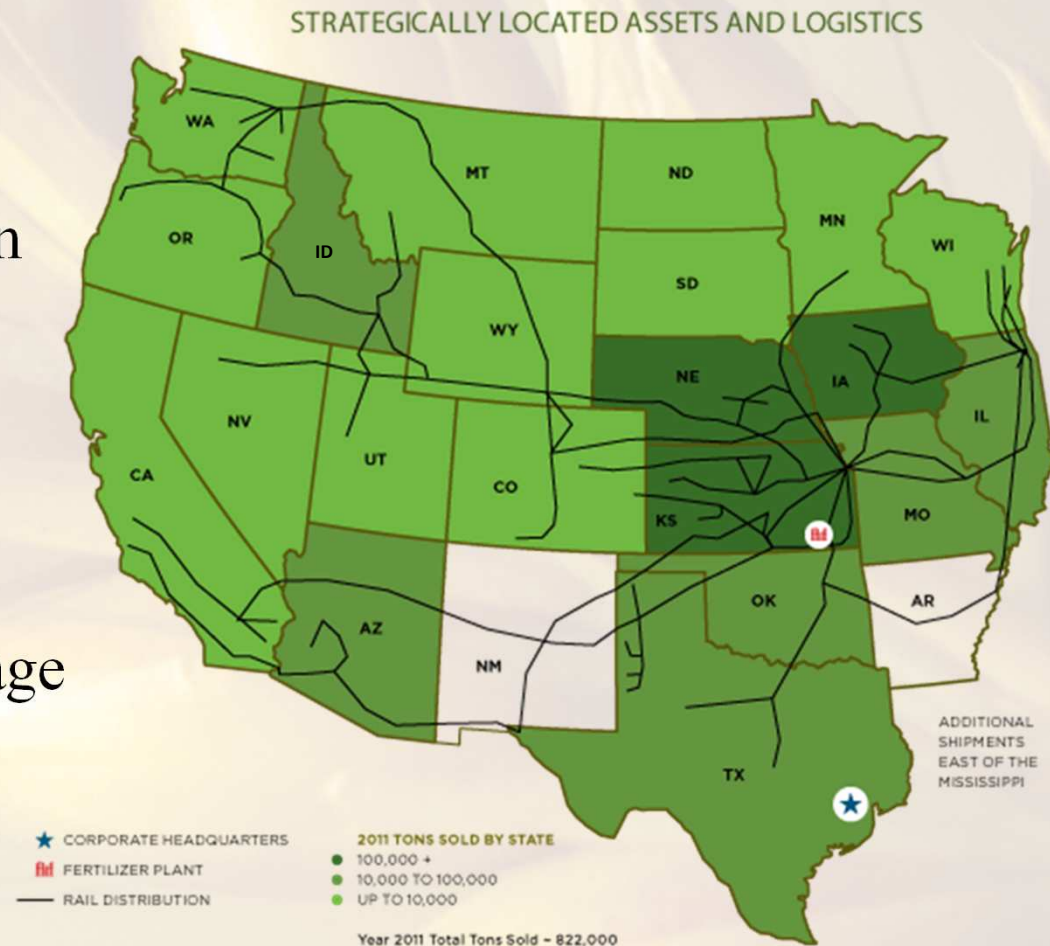 STRATEGICALLY LOCATED ASSETS AND LOGISTICS
WA
MT
ND
MN
OR
n
ID
WI
SD
WY
NE
IA
NV
IL
UT
CA
CO
KS
MO
OK
AR
AZ
NM
age
TX
ADDITIONAL
SHIPMENTS
EAST OF THE
MISSISSIPPI
CORPORATE HEADQUARTERS
FERTILIZER PLANT
RAIL DISTRIBUTION
2011 TONS SOLD BY STATE
100,000 +
10,000 TO 100,000
UP TO 10,000
Year 2011 Total Tons Sold ~ 822,000